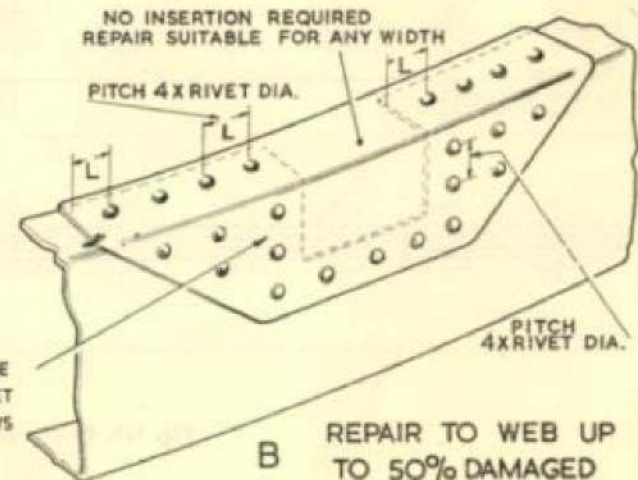 NO INSERTION REQUIRED
REPAIR SUITABLE FOR ANY WIDTH
L
PITCH 4 X RIVET DIA.
L
L
PITCH
4 X RIVET DIA.
B
REPAIR TO WEB UP
TO 50% DAMAGED